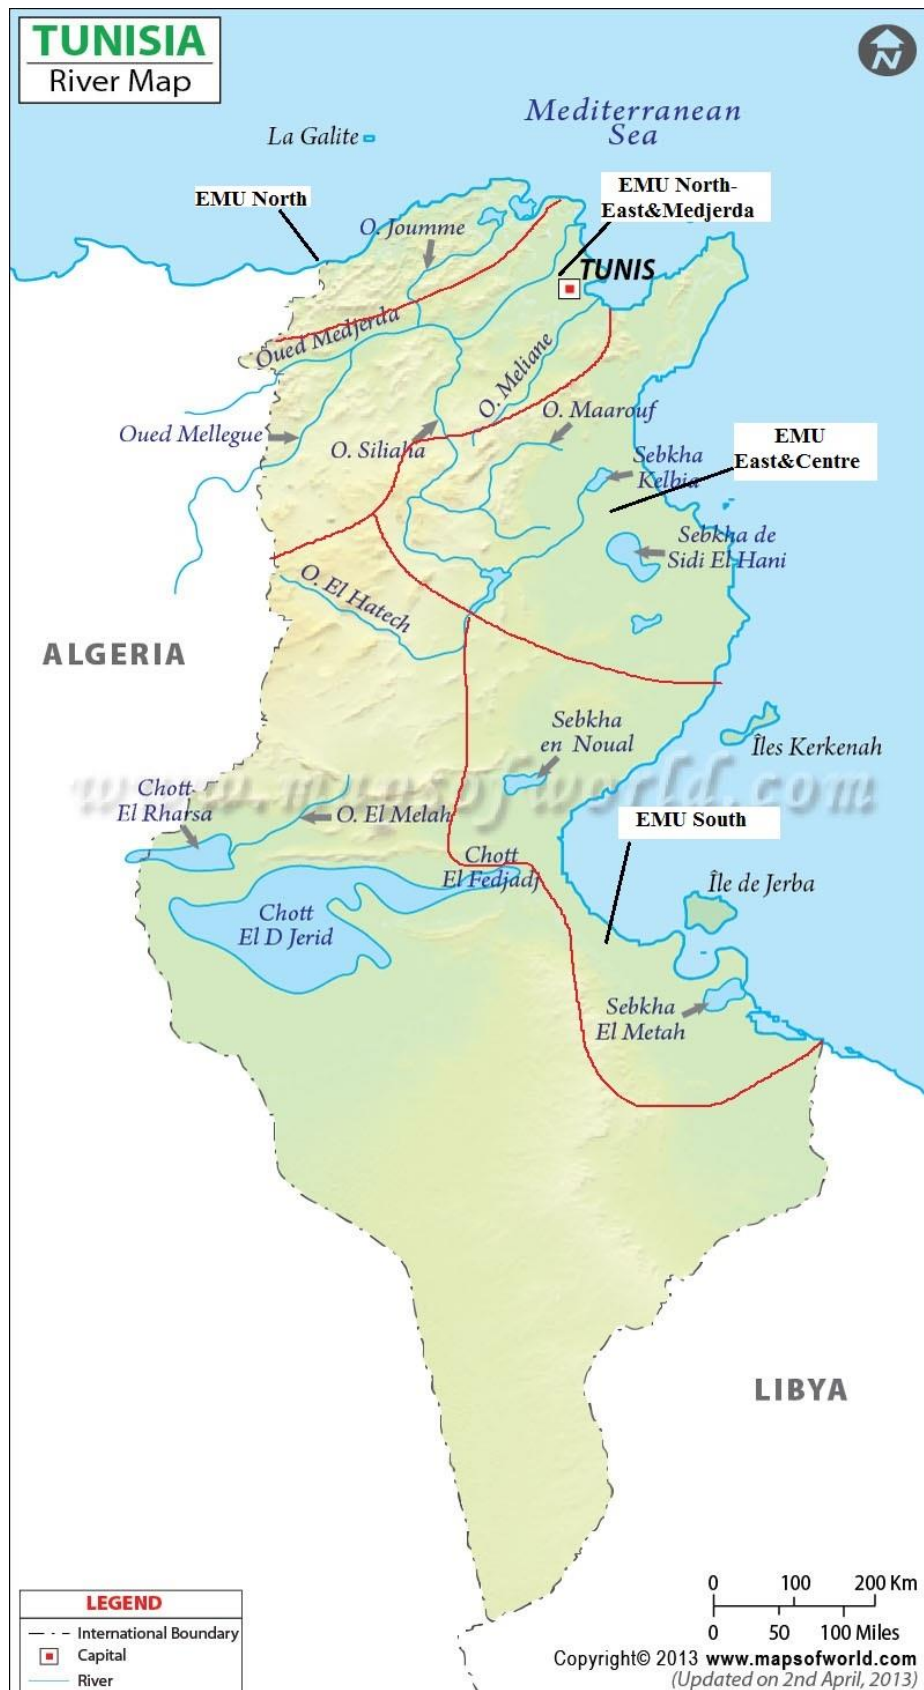 TUNISIA
River Map
N
Mediterranean
Sea
La Galite
EMU North
EMU North-
East&Medjerda
O. Joumme
TUNIS
Oued Medjerda
O. Meliane
O. Maarouf
Oued Mellegue
O. Siliaha
EMU
East&Centre
Sebkha
Kelbia
Sebkha de
Sidi El Hani
O. El Hatech
ALGERIA
Sebkha
en Noual
Îles Kerkenah
www.mapsofworld.com
Chott
El Rharsa
O. El Melah
EMU South
Chott
El Fedjadj
Île de Jerba
Chott
El D Jerid
Sebkha
El Metah
LIBYA
LEGEND
International Boundary
Capital
River
0 100 200 Km
0 50 100 Miles
Copyright© 2013 www.mapsofworld.com
(Updated on 2nd April, 2013)